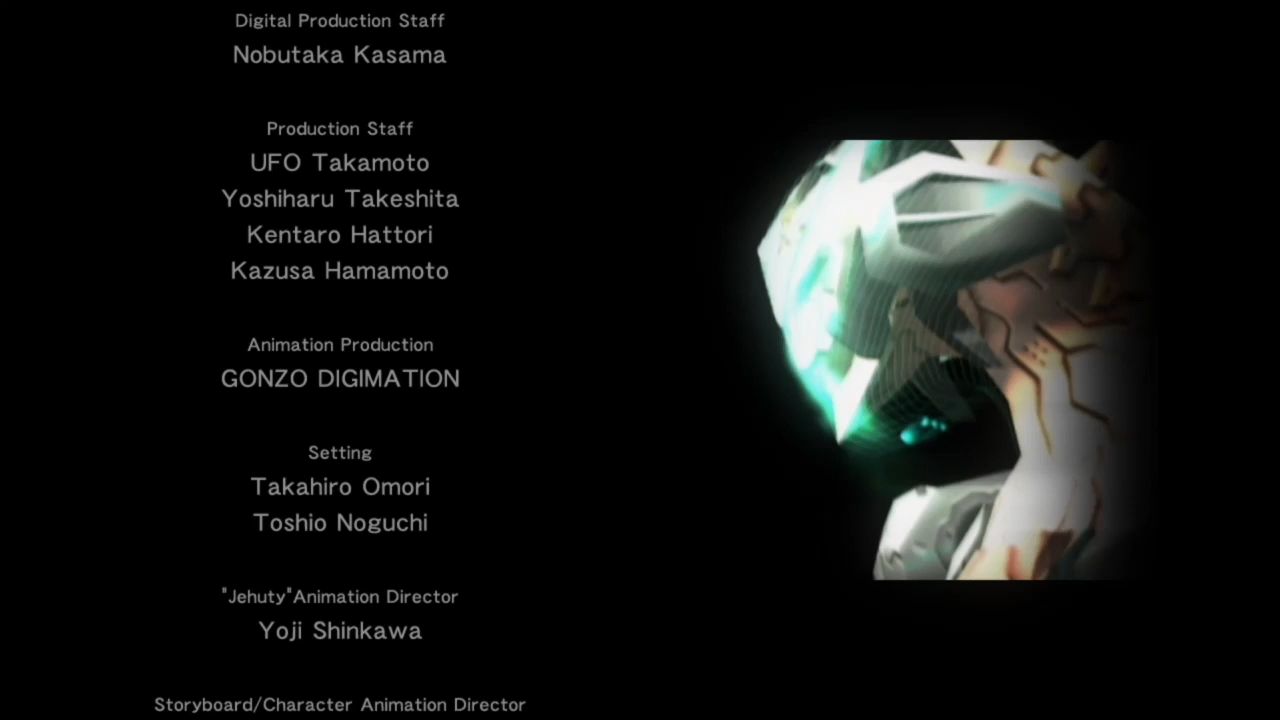 Digital Production Staff
Nobutaka Kasama
Production Staff
UFO Takamoto
Yoshiharu Takeshita
Kentaro Hattori
Kazusa Hamamoto
Animation Production
GONZO DIGIMATION
Setting
Takahiro Omori
Toshio Noguchi
"Jehuty"Animation Director
Yoji Shinkawa
Storyboard/Character Animation Director